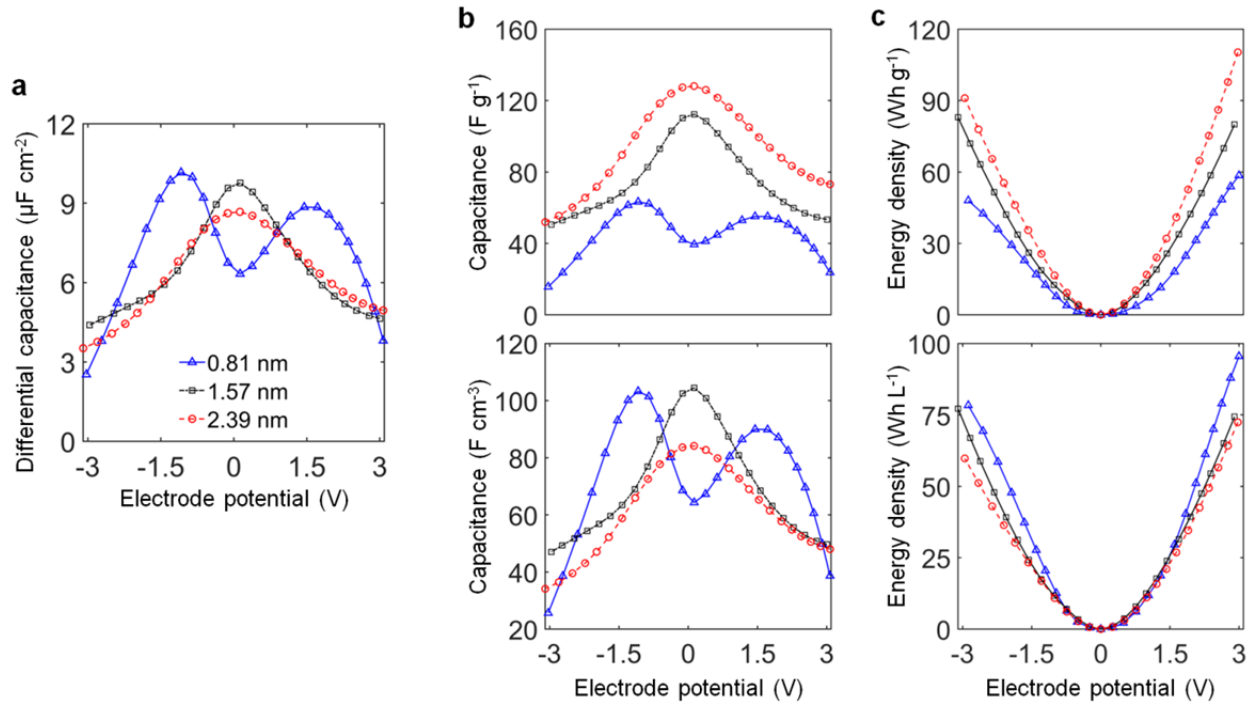 a
Differential capacitance (µF cm⁻²)
12
9
6
3
0
-3
-1.5
0
1.5
3
Electrode potential (V)
0.81 nm
1.57 nm
2.39 nm
b
Capacitance (F g⁻¹)
160
120
80
40
0
Capacitance (F cm⁻³)
120
100
80
60
40
20
-3
-1.5
0
1.5
3
Electrode potential (V)
c
Energy density (Wh g⁻¹)
120
90
60
30
0
Energy density (Wh L⁻¹)
100
75
50
25
0
-3
-1.5
0
1.5
3
Electrode potential (V)